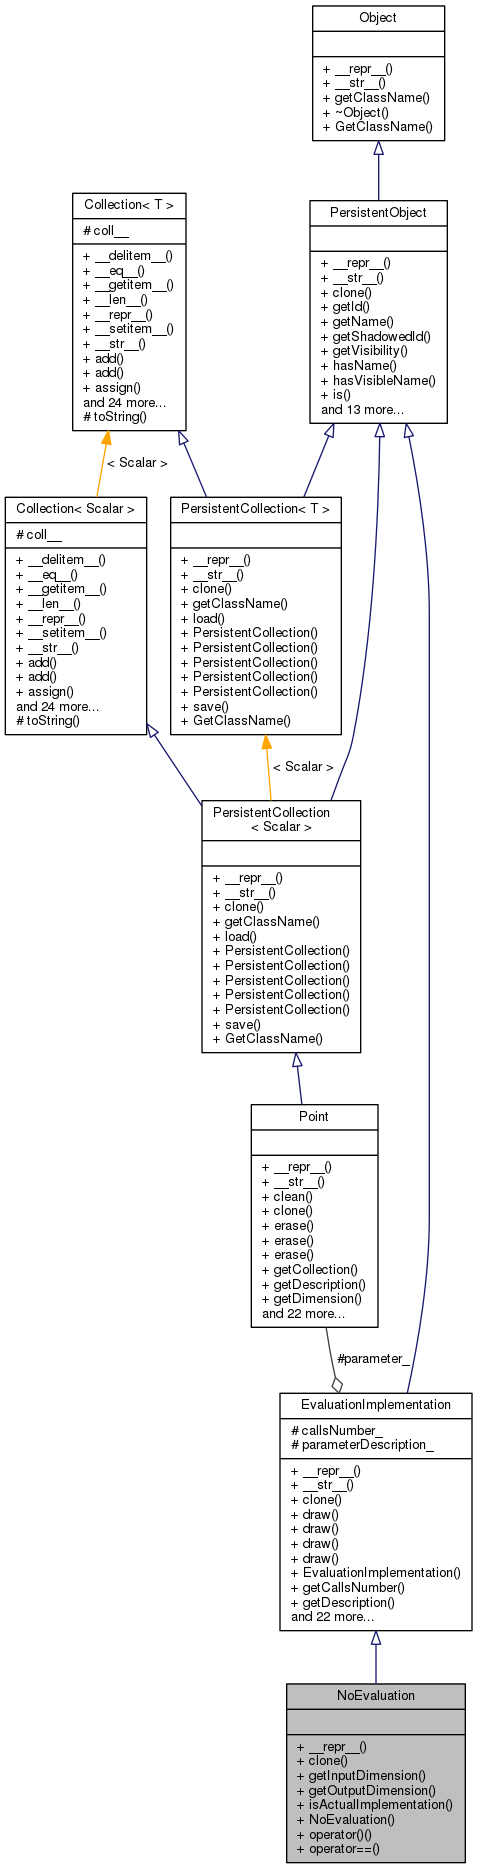 Object
+ __repr__()
+ __str__()
+ getClassName()
+ ~Object()
+ GetClassName()
Collection< T >
# coll__
+ __delitem__()
+ __eq__()
+ __getitem__()
+ __len__()
+ __repr__()
+ __setitem__()
+ __str__()
+ add()
+ add()
+ assign()
and 24 more...
# toString()
PersistentObject
+ __repr__()
+ __str__()
+ clone()
+ getId()
+ getName()
+ getShadowedId()
+ getVisibility()
+ hasName()
+ hasVisibleName()
+ is()
and 13 more...
< Scalar >
Collection< Scalar >
# coll__
+ __delitem__()
+ __eq__()
+ __getitem__()
+ __len__()
+ __repr__()
+ __setitem__()
+ __str__()
+ add()
+ add()
+ assign()
and 24 more...
# toString()
PersistentCollection< T >
+ __repr__()
+ __str__()
+ clone()
+ getClassName()
+ load()
+ PersistentCollection()
+ PersistentCollection()
+ PersistentCollection()
+ PersistentCollection()
+ PersistentCollection()
+ save()
+ GetClassName()
< Scalar >
PersistentCollection
< Scalar >
+ __repr__()
+ __str__()
+ clone()
+ getClassName()
+ load()
+ PersistentCollection()
+ PersistentCollection()
+ PersistentCollection()
+ PersistentCollection()
+ PersistentCollection()
+ save()
+ GetClassName()
Point
+ __repr__()
+ __str__()
+ clean()
+ clone()
+ erase()
+ erase()
+ erase()
+ getCollection()
+ getDescription()
+ getDimension()
and 22 more...
#parameter_
EvaluationImplementation
# callsNumber_
# parameterDescription_
+ __repr__()
+ __str__()
+ clone()
+ draw()
+ draw()
+ draw()
+ draw()
+ EvaluationImplementation()
+ getCallsNumber()
+ getDescription()
and 22 more...
NoEvaluation
+ __repr__()
+ clone()
+ getInputDimension()
+ getOutputDimension()
+ isActualImplementation()
+ NoEvaluation()
+ operator()()
+ operator==()